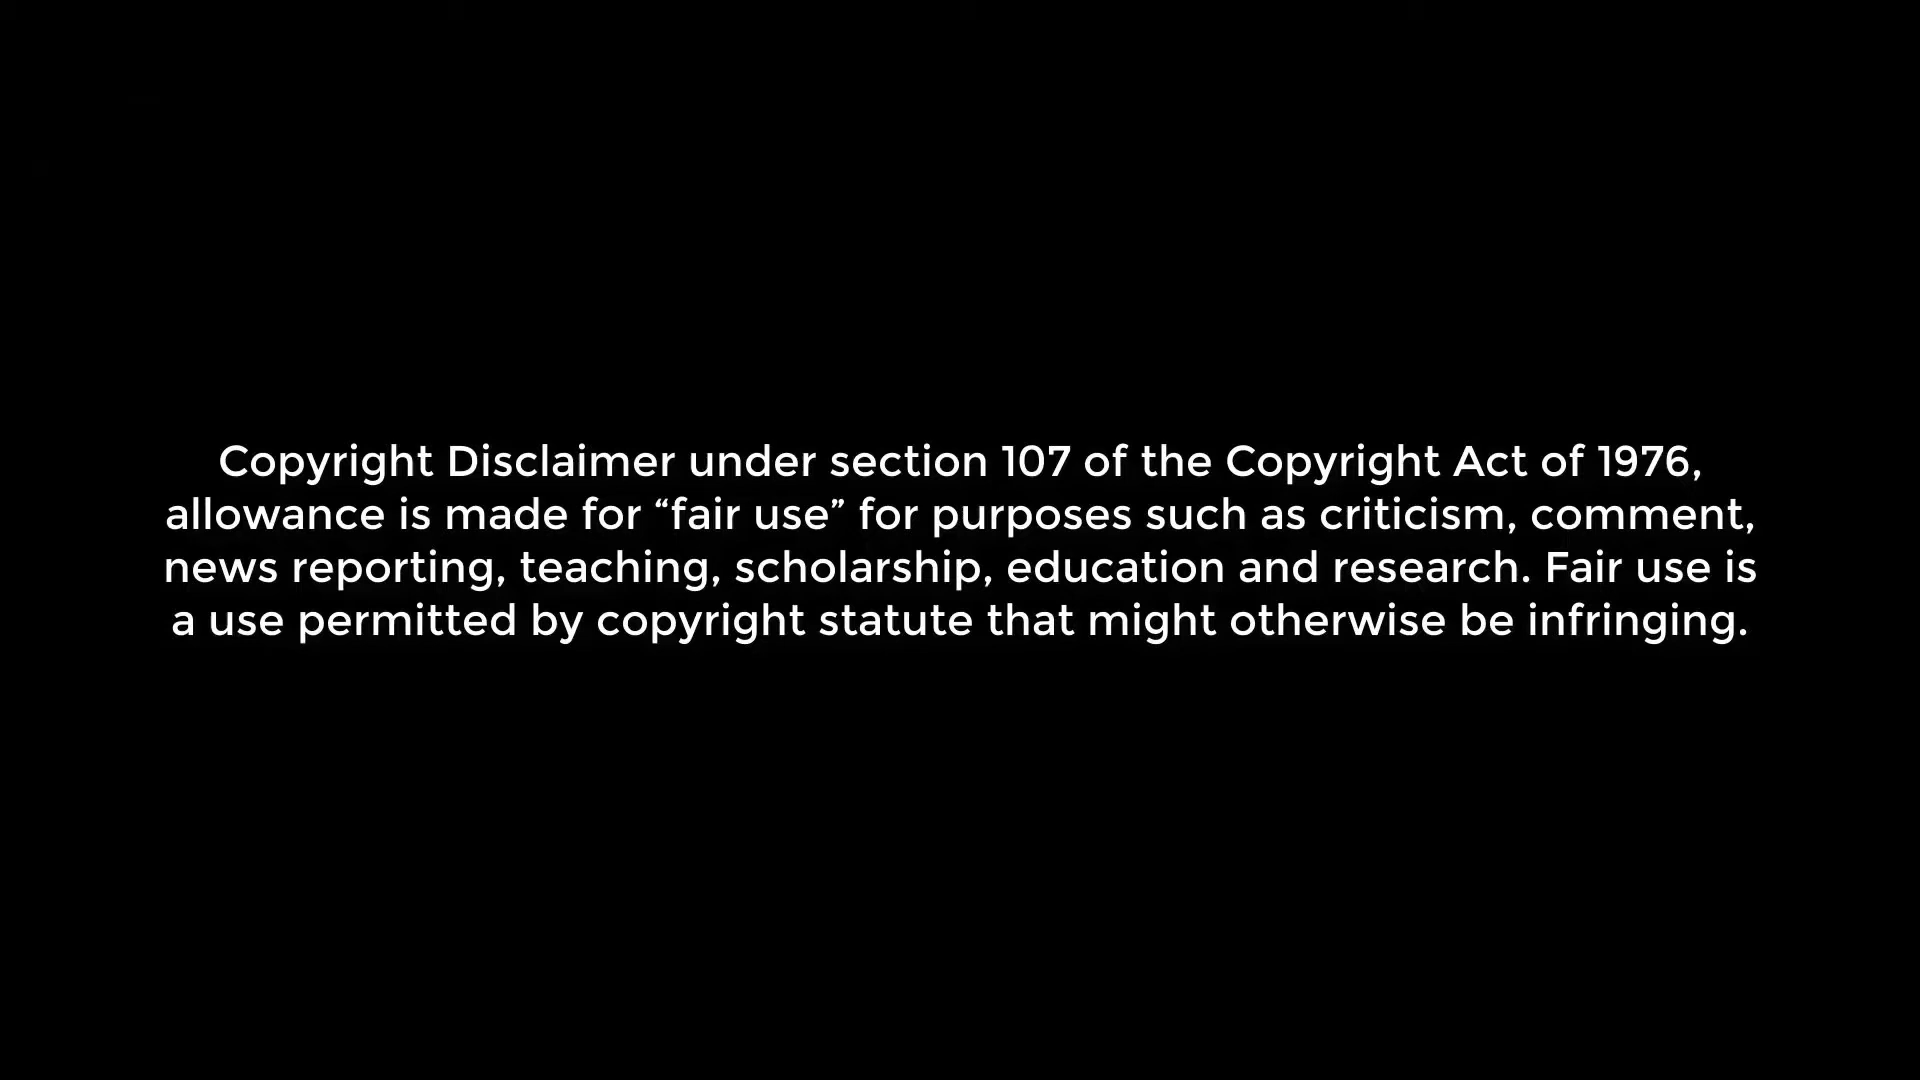 Copyright Disclaimer under section 107 of the Copyright Act of 1976,
allowance is made for “fair use” for purposes such as criticism, comment,
news reporting, teaching, scholarship, education and research. Fair use is
a use permitted by copyright statute that might otherwise be infringing.